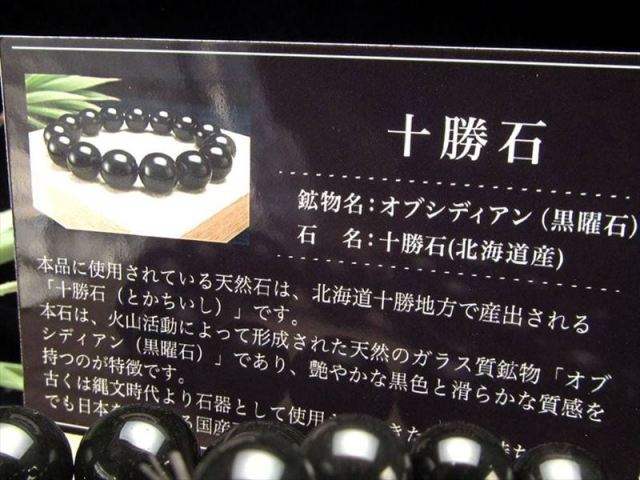 十勝石
鉱物名：オブシディアン（黒曜石）
石　名：十勝石(北海道産)
本品に使用されている天然石は、北海道十勝地方で産出される
「十勝石（とかちいし）」です。
本石は、火山活動によって形成された天然のガラス質鉱物「オブ
シディアン（黒曜石）」であり、艶やかな黒色と滑らかな質感を
持つのが特徴です。
古くは縄文時代より石器として使用
でも日本を